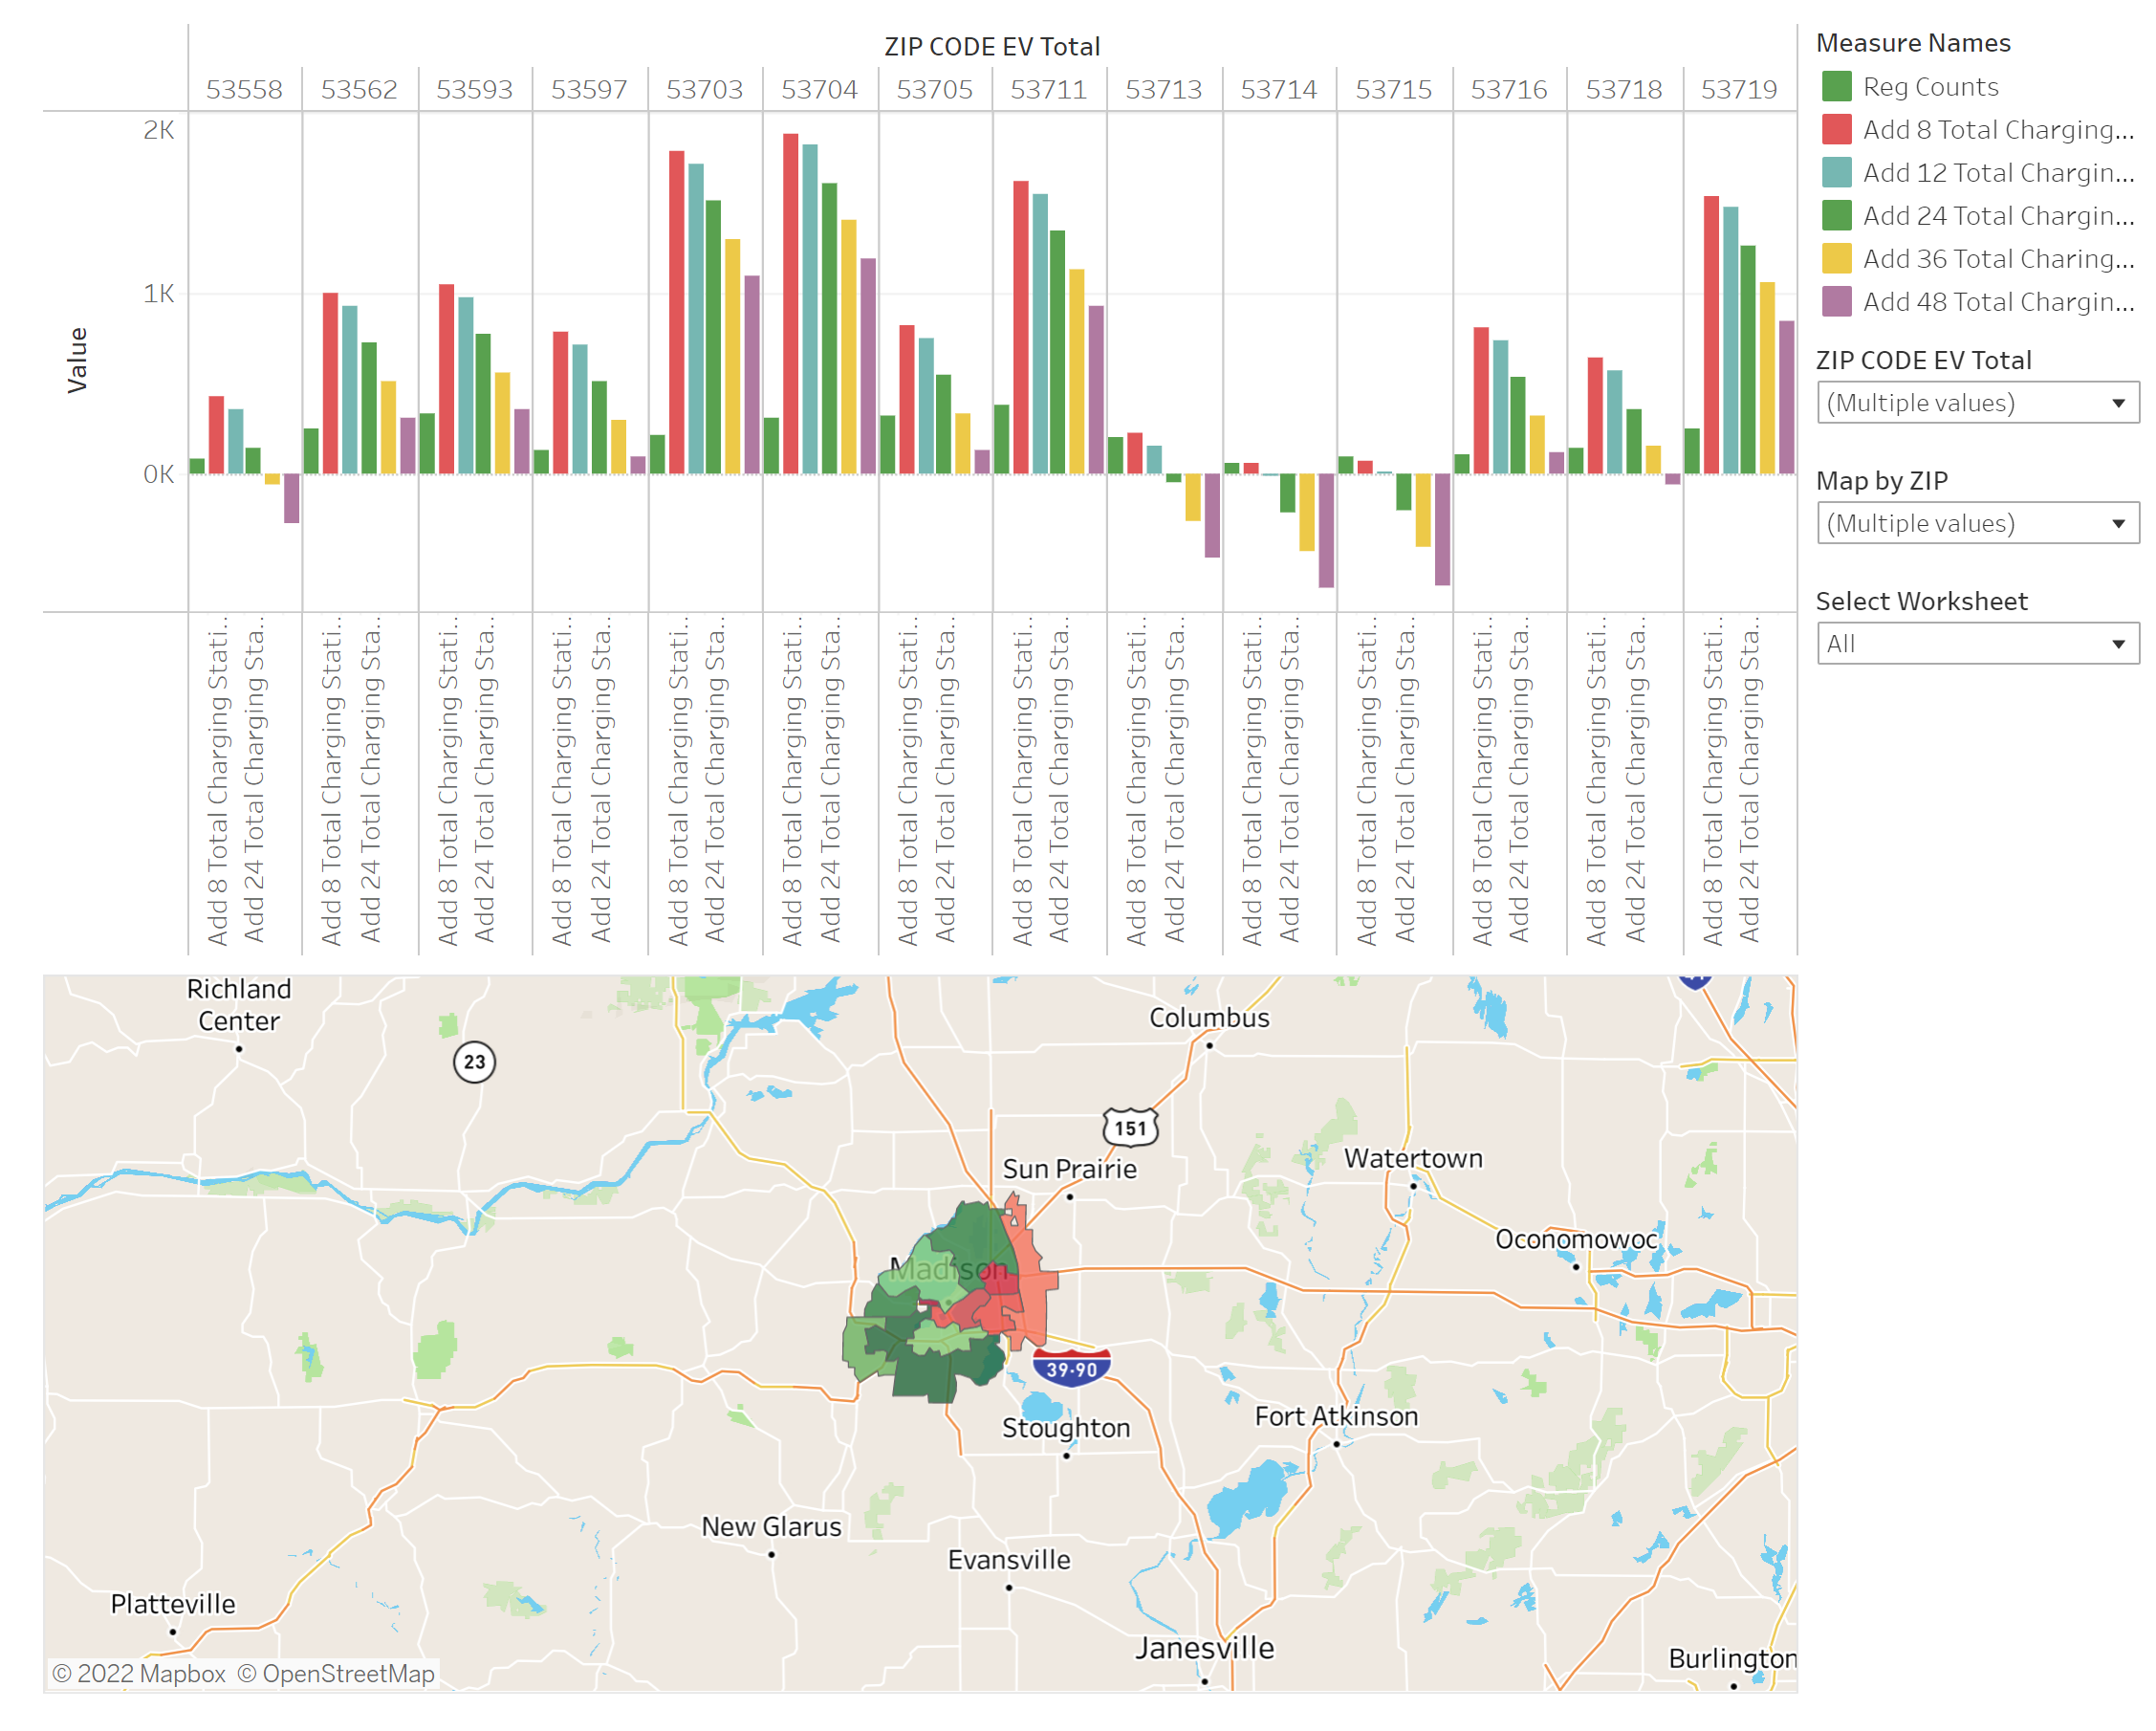 ZIP CODE EV Total
53558 53562 53593 53597 53703 53704 53705 53711 53713 53714 53715 53716 53718 53719
2K
1K
0K
Value
Add 8 Total Charging Stati..
Add 24 Total Charging Sta..
Add 8 Total Charging Stati..
Add 24 Total Charging Sta..
Add 8 Total Charging Stati..
Add 24 Total Charging Sta..
Add 8 Total Charging Stati..
Add 24 Total Charging Sta..
Add 8 Total Charging Stati..
Add 24 Total Charging Sta..
Add 8 Total Charging Stati..
Add 24 Total Charging Sta..
Add 8 Total Charging Stati..
Add 24 Total Charging Sta..
Add 8 Total Charging Stati..
Add 24 Total Charging Sta..
Add 8 Total Charging Stati..
Add 24 Total Charging Sta..
Add 8 Total Charging Stati..
Add 24 Total Charging Sta..
Add 8 Total Charging Stati..
Add 24 Total Charging Sta..
Add 8 Total Charging Stati..
Add 24 Total Charging Sta..
Add 8 Total Charging Stati..
Add 24 Total Charging Sta..
Add 8 Total Charging Stati..
Add 24 Total Charging Sta..
Measure Names
Reg Counts
Add 8 Total Charging...
Add 12 Total Chargin...
Add 24 Total Chargin...
Add 36 Total Charing...
Add 48 Total Chargin...
ZIP CODE EV Total
(Multiple values)
Map by ZIP
(Multiple values)
Select Worksheet
All
Richland
Center
23
Columbus
151
Sun Prairie
Watertown
Oconomowoc
Madison
39-90
Stoughton
Fort Atkinson
New Glarus
Evansville
Platteville
Janesville
Burlington
© 2022 Mapbox © OpenStreetMap